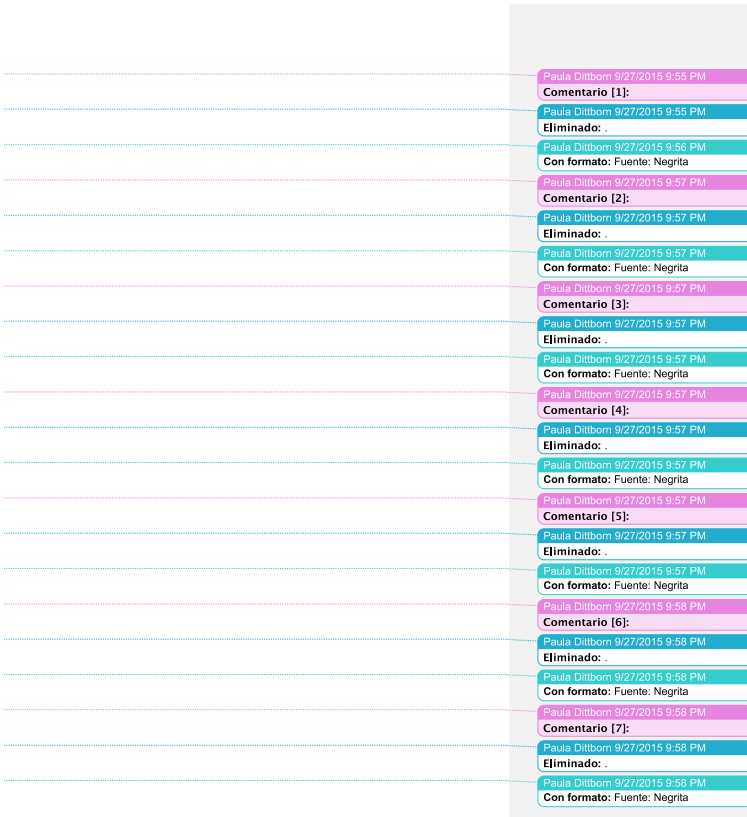 Paula Dittborn 9/27/2015 9:55 PM
Comentario [1]:
Paula Dittborn 9/27/2015 9:55 PM
Eliminado: .
Paula Dittborn 9/27/2015 9:56 PM
Con formato: Fuente: Negrita
Paula Dittborn 9/27/2015 9:57 PM
Comentario [2]:
Paula Dittborn 9/27/2015 9:57 PM
Eliminado: .
Paula Dittborn 9/27/2015 9:57 PM
Con formato: Fuente: Negrita
Paula Dittborn 9/27/2015 9:57 PM
Comentario [3]:
Paula Dittborn 9/27/2015 9:57 PM
Eliminado: .
Paula Dittborn 9/27/2015 9:57 PM
Con formato: Fuente: Negrita
Paula Dittborn 9/27/2015 9:57 PM
Comentario [4]:
Paula Dittborn 9/27/2015 9:57 PM
Eliminado: .
Paula Dittborn 9/27/2015 9:57 PM
Con formato: Fuente: Negrita
Paula Dittborn 9/27/2015 9:57 PM
Comentario [5]:
Paula Dittborn 9/27/2015 9:57 PM
Eliminado: .
Paula Dittborn 9/27/2015 9:57 PM
Con formato: Fuente: Negrita
Paula Dittborn 9/27/2015 9:58 PM
Comentario [6]:
Paula Dittborn 9/27/2015 9:58 PM
Eliminado: .
Paula Dittborn 9/27/2015 9:58 PM
Con formato: Fuente: Negrita
Paula Dittborn 9/27/2015 9:58 PM
Comentario [7]:
Paula Dittborn 9/27/2015 9:58 PM
Eliminado: .
Paula Dittborn 9/27/2015 9:58 PM
Con formato: Fuente: Negrita